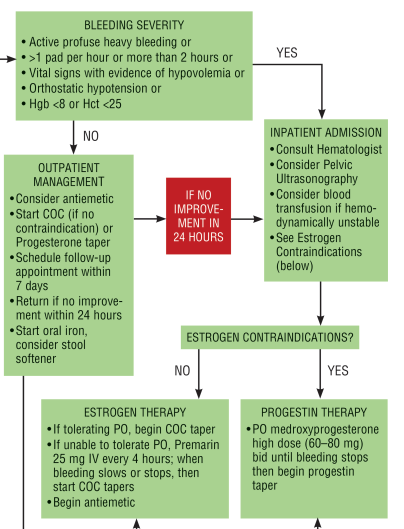 BLEEDING SEVERITY
• Active profuse heavy bleeding or
• >1 pad per hour or more than 2 hours or
• Vital signs with evidence of hypovolemia or
• Orthostatic hypotension or
• Hgb <8 or Hct <25
YES
NO
INPATIENT ADMISSION
• Consult Hematologist
• Consider Pelvic
Ultrasonography
• Consider blood
transfusion if hemo-
dynamically unstable
• See Estrogen
Contraindications
(below)
OUTPATIENT
MANAGEMENT
• Consider antiemetic
• Start COC (if no
contraindication) or
Progesterone taper
• Schedule follow-up
appointment within
7 days
• Return if no improve-
ment within 24 hours
• Start oral iron,
consider stool
softener
IF NO
IMPROVE-
MENT IN
24 HOURS
ESTROGEN CONTRAINDICATIONS?
NO
YES
ESTROGEN THERAPY
• If tolerating PO, begin COC taper
• If unable to tolerate PO, Premarin
25 mg IV every 4 hours; when
bleeding slows or stops, then
start COC tapers
• Begin antiemetic
PROGESTIN THERAPY
• PO medroxyprogesterone
high dose (60–80 mg)
bid until bleeding stops
then begin progestin
taper